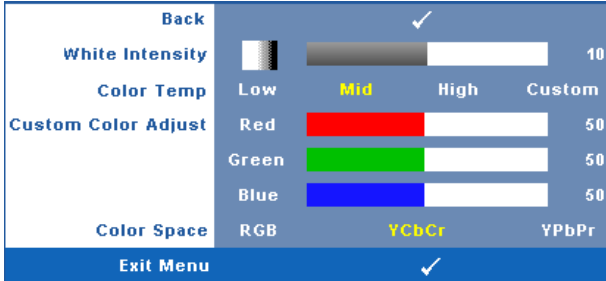 Back
White Intensity 10
Color Temp Low Mid High Custom
Custom Color Adjust Red 50
Green 50
Blue 50
Color Space RGB YCbCr YPbPr
Exit Menu